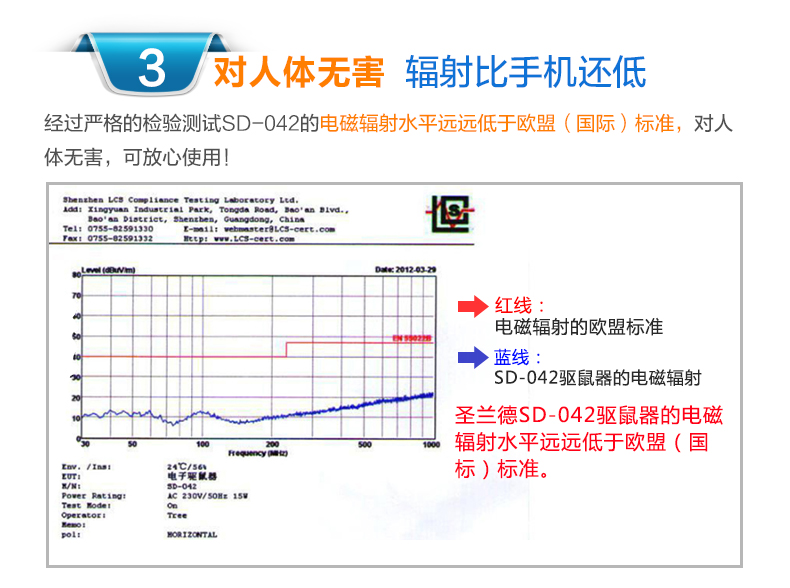 3 对人体无害 辐射比手机还低
经过严格的检验测试SD-042的电磁辐射水平远远低于欧盟（国际）标准，对人
体无害，可放心使用！
Shenzhen LCS Compliance Testing Laboratory Ltd.
Add: Xingyuan Industrial Park, Tongda Road, Bao'an Blvd.,
Bao'an District, Shenzhen, Guangdong, China
Tel: 0755-82591330 E-mail: webmaster@LCS-cert.com
Fax: 0755-82591332 Http: www.LCS-cert.com
LCS
80 Level (dBuV/m) Date: 2012-03-29
70
60
50 EN 55022B
40
30
20
10
0
30 50 100 200 500 1000
Frequency (MHz)
红线：
电磁辐射的欧盟标准
蓝线：
SD-042驱鼠器的电磁辐射
圣兰德SD-042驱鼠器的电磁
辐射水平远远低于欧盟（国
标）标准。
Env. /Ins: 24℃/56%
EUT: 电子驱鼠器
M/N: SD-042
Power Rating: AC 230V/50Hz 15W
Test Mode: On
Operator: Tree
Memo:
pol: HORIZONTAL